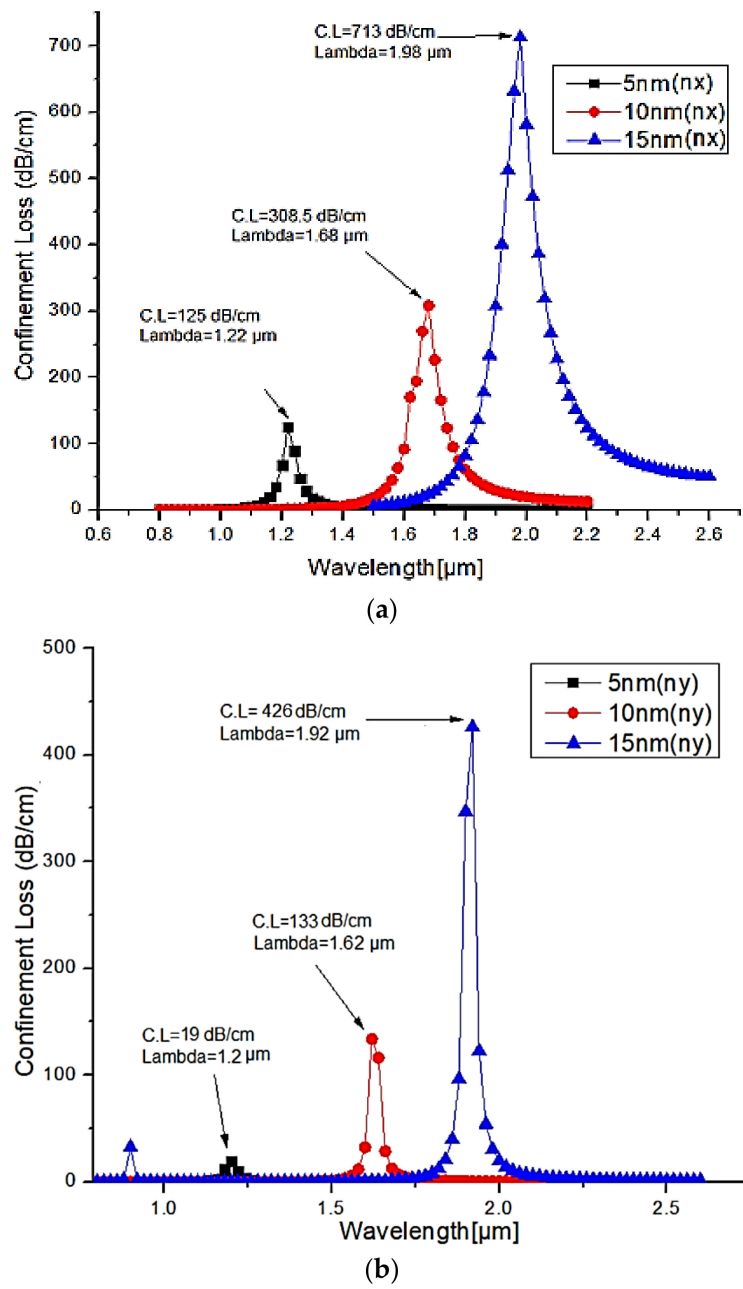 C.L=713 dB/cm
Lambda=1.98 µm
5nm(nx)
10nm(nx)
15nm(nx)
C.L=308.5 dB/cm
Lambda=1.68 µm
C.L=125 dB/cm
Lambda=1.22 µm
700
600
500
400
300
200
100
0
Confinement Loss (dB/cm)
0.6 0.8 1.0 1.2 1.4 1.6 1.8 2.0 2.2 2.4 2.6
Wavelength[µm]
(a)
500
400
300
200
100
0
Confinement Loss (dB/cm)
C.L= 426 dB/cm
Lambda=1.92 µm
5nm(ny)
10nm(ny)
15nm(ny)
C.L=133 dB/cm
Lambda=1.62 µm
C.L=19 dB/cm
Lambda=1.2 µm
1.0 1.5 2.0 2.5
Wavelength[µm]
(b)